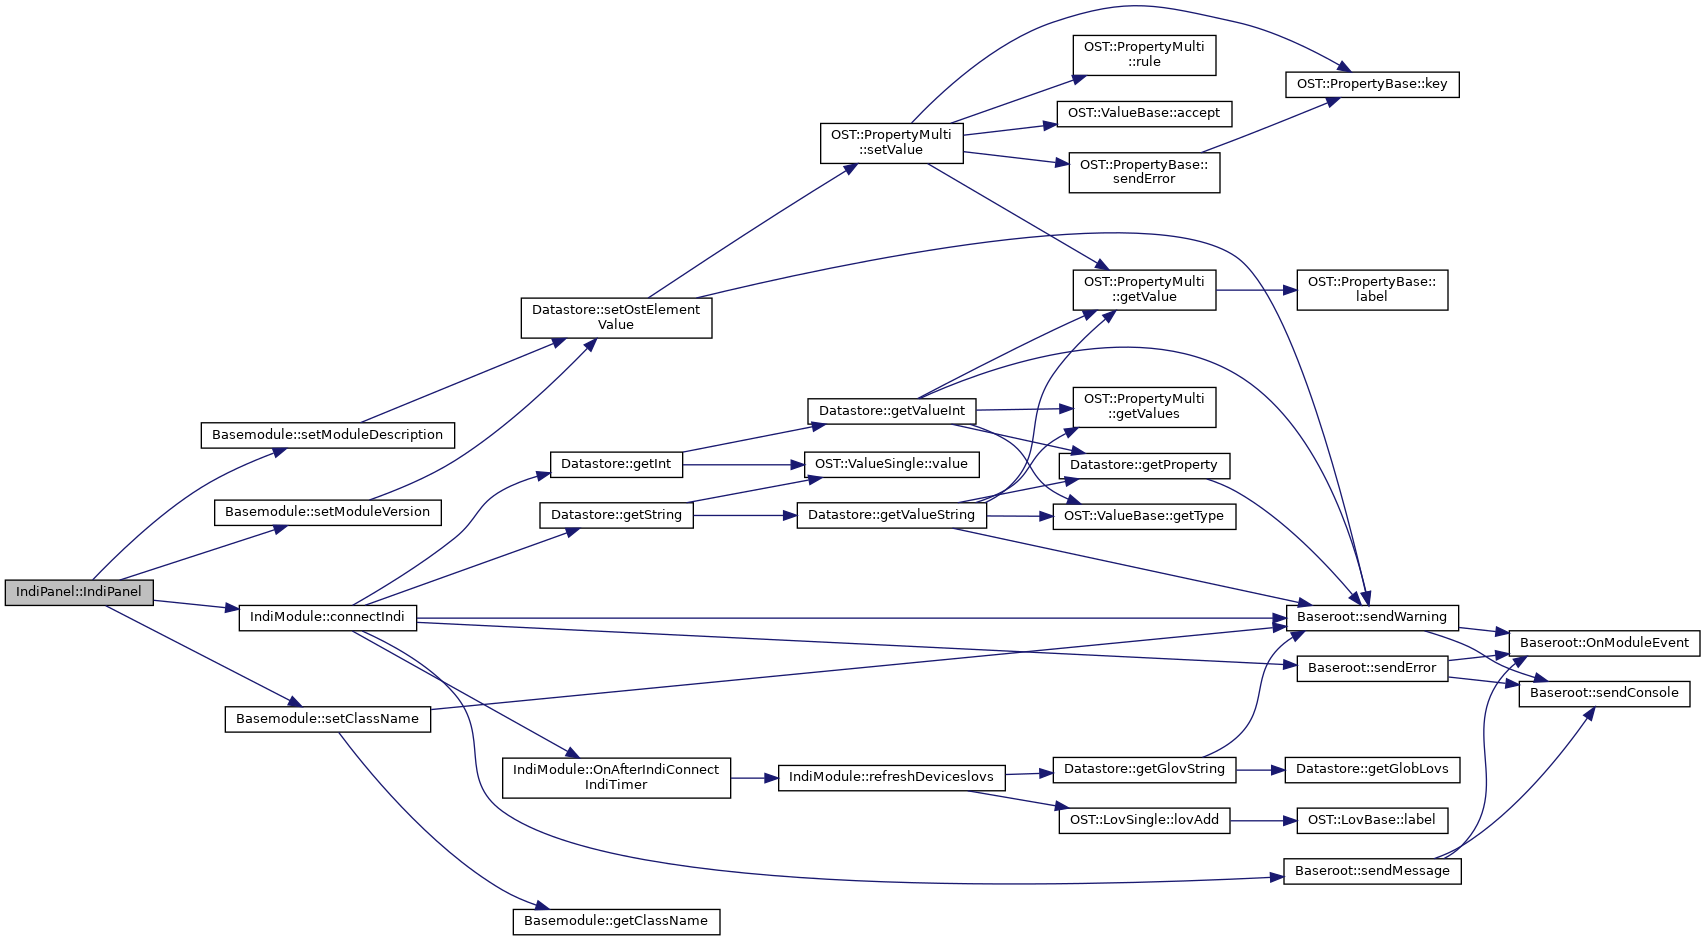 IndiPanel::IndiPanel
Basemodule::setModuleDescription
Basemodule::setModuleVersion
IndiModule::connectIndi
Basemodule::setClassName
Datastore::setOstElement
Value
Datastore::getInt
Datastore::getString
IndiModule::OnAfterIndiConnect
IndiTimer
Basemodule::getClassName
OST::PropertyMulti
::setValue
Datastore::getValueInt
OST::ValueSingle::value
Datastore::getValueString
IndiModule::refreshDeviceslovs
OST::PropertyMulti
::rule
OST::ValueBase::accept
OST::PropertyBase::
sendError
OST::PropertyMulti
::getValue
OST::PropertyMulti
::getValues
Datastore::getProperty
OST::ValueBase::getType
Datastore::getGlovString
OST::LovSingle::lovAdd
OST::PropertyBase::key
OST::PropertyBase::
label
Baseroot::sendWarning
Baseroot::sendError
Datastore::getGlobLovs
OST::LovBase::label
Baseroot::sendMessage
Baseroot::OnModuleEvent
Baseroot::sendConsole